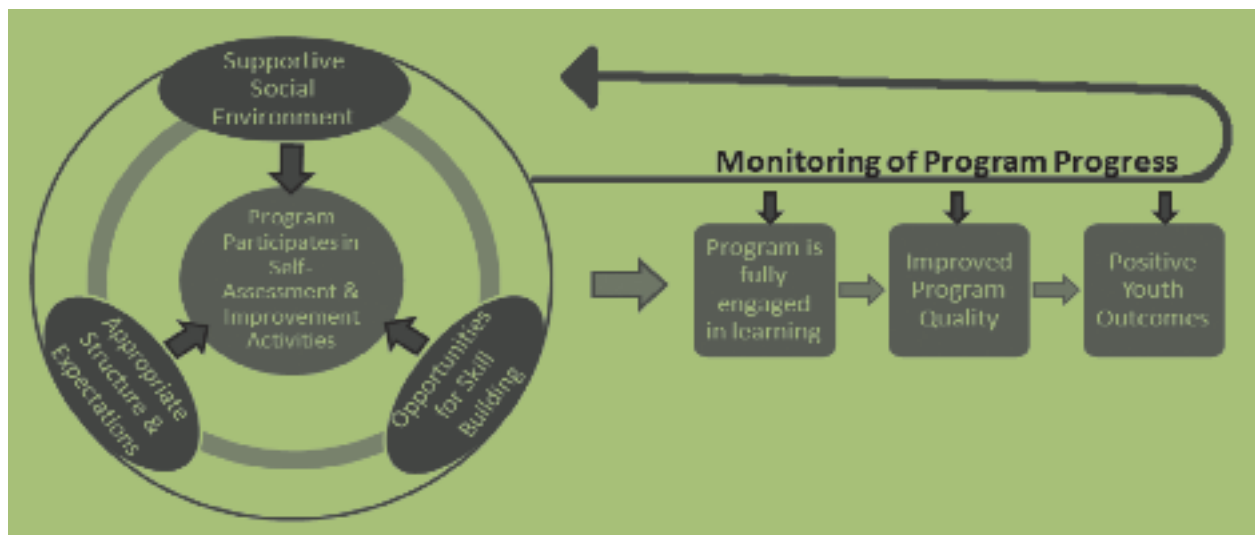 Supportive
Social
Environment
Program
Participates in
Self-
Assessment &
Improvement
Activities
Appropriate
Structure &
Expectations
Opportunities
for Skill
Building
Monitoring of Program Progress
Program is
fully
engaged
in learning
Improved
Program
Quality
Positive
Youth
Outcomes